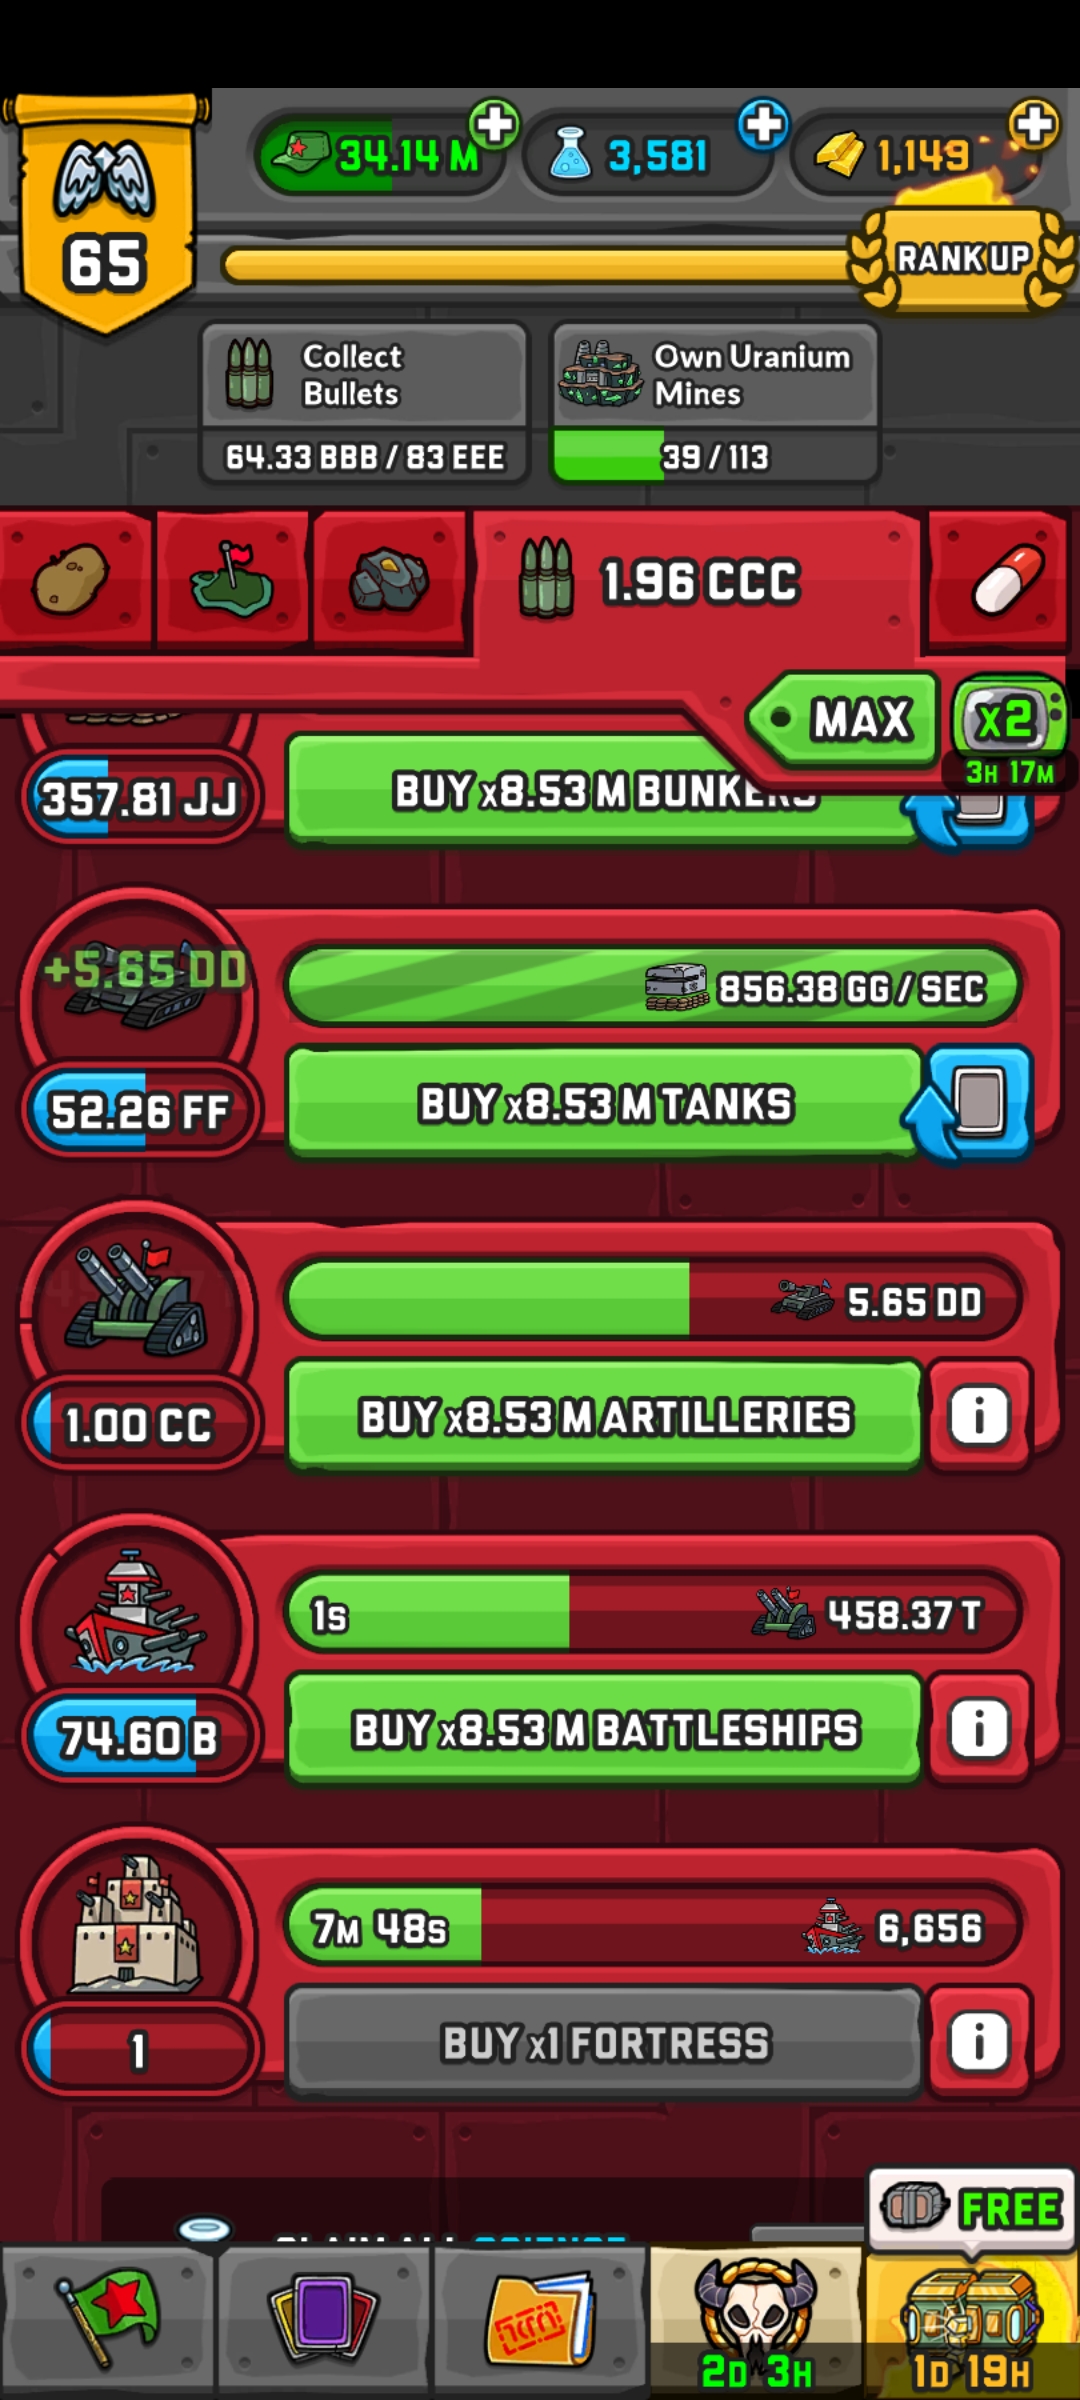 34.14 M
3,581
1,149
65
RANK UP
Collect
Bullets
64.33 BBB / 83 EEE
Own Uranium
Mines
39 / 113
1.96 CCC
MAX
x2
3H 17M
357.81 JJ
BUY x8.53 M BUNKERS
+5.65 DD
856.38 GG / SEC
52.26 FF
BUY x8.53 M TANKS
5.65 DD
1.00 CC
BUY x8.53 M ARTILLERIES
i
1s
458.37 T
74.60 B
BUY x8.53 M BATTLESHIPS
i
7M 48s
6,656
1
BUY x1 FORTRESS
i
FREE
CLAIM ALL SCIENCE
2D 3H
1D 19H